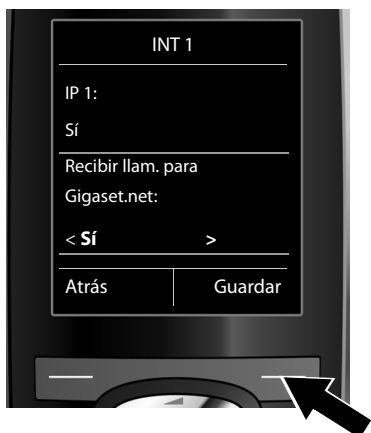 INT 1
IP 1:
Sí
Recibir llam. para
Gigaset.net:
< Sí >
Atrás Guardar